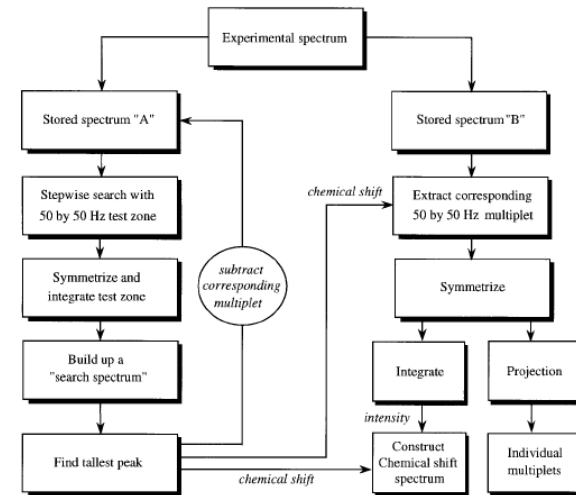 Experimental spectrum
Stored spectrum "A"
Stored spectrum "B"
Stepwise search with
50 by 50 Hz test zone
chemical shift
Extract corresponding
50 by 50 Hz multiplet
subtract
corresponding
multiplet
Symmetrize and
integrate test zone
Symmetrize
Build up a
"search spectrum"
Integrate
Projection
intensity
Find tallest peak
chemical shift
Construct
Chemical shift
spectrum
Individual
multiplets